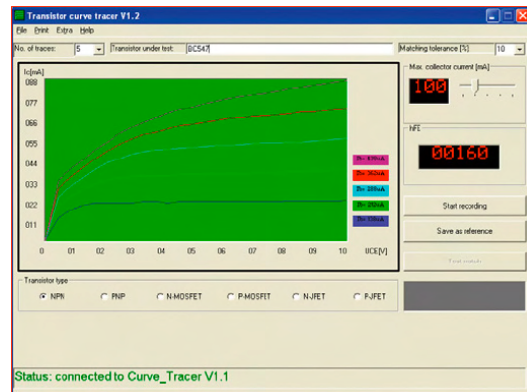 Transistor curve tracer V1.2
File Print Extra Help
No. of traces: 5 Transistor under test: BC547 Matching tolerance [%] 10
Ic[mA]
088
077
066
055
044
033
022
011
0 01 02 03 04 05 06 07 08 09 10 UCE[V]
Max. collector current [mA]
100
hFE
00160
Start recording
Save as reference
Transistor type
NPN PNP N-MOSFET P-MOSFET N-JFET P-JFET
Status: connected to Curve_Tracer V1.1